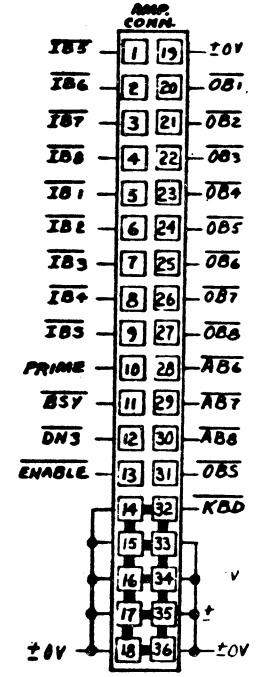 AMP.
CONN.
IB5 1 19 ±0V
IB6 2 20 OB1
IB7 3 21 OB2
IB8 4 22 OB3
IB1 5 23 OB4
IB2 6 24 OB5
IB3 7 25 OB6
IB4 8 26 OB7
IBS 9 27 OB8
PRIME 10 28 AB6
BSY 11 29 AB7
DN3 12 30 AB8
ENABLE 13 31 OBS
14 32 KBD
15 33
16 34 V
17 35 ±
±0V 18 36 ±0V